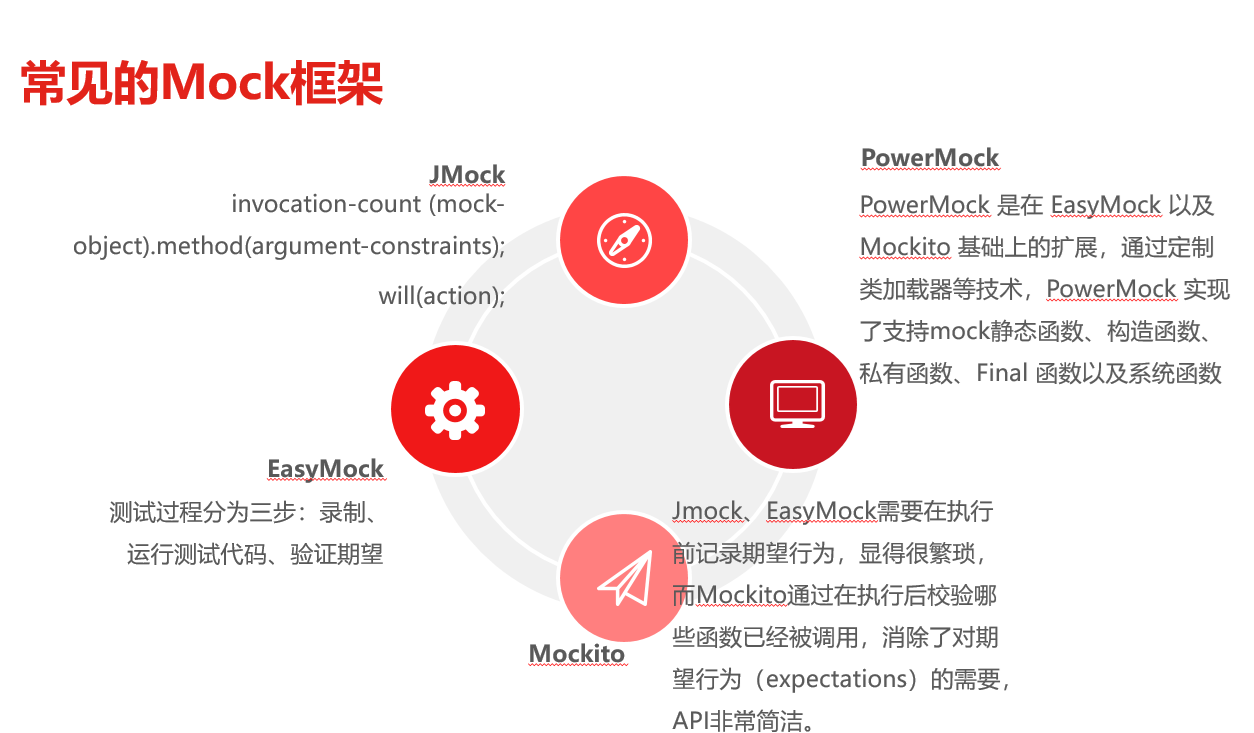 常见的Mock框架
JMock
invocation-count (mock-
object).method(argument-constraints);
will(action);
PowerMock
PowerMock 是在 EasyMock 以及
Mockito 基础上的扩展，通过定制
类加载器等技术，PowerMock 实现
了支持mock静态函数、构造函数、
私有函数、Final 函数以及系统函数
EasyMock
测试过程分为三步：录制、
运行测试代码、验证期望
Mockito
Jmock、EasyMock需要在执行
前记录期望行为，显得很繁琐，
而Mockito通过在执行后校验哪
些函数已经被调用，消除了对期
望行为（expectations）的需要，
API非常简洁。